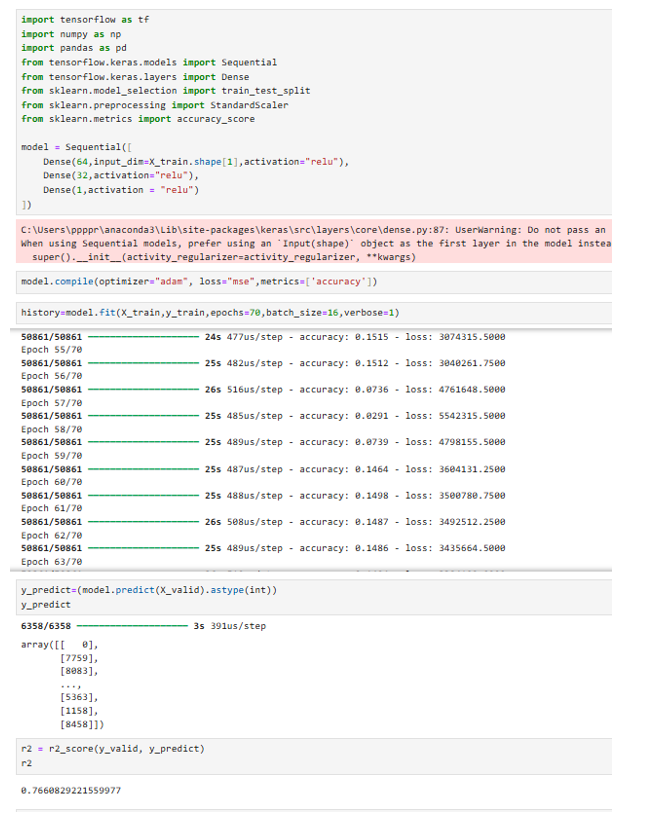 import tensorflow as tf
import numpy as np
import pandas as pd
from tensorflow.keras.models import Sequential
from tensorflow.keras.layers import Dense
from sklearn.model_selection import train_test_split
from sklearn.preprocessing import StandardScaler
from sklearn.metrics import accuracy_score
model = Sequential([
    Dense(64,input_dim=X_train.shape[1],activation="relu"),
    Dense(32,activation="relu"),
    Dense(1,activation = "relu")
])
C:\Users\ppppr\anaconda3\Lib\site-packages\keras\src\layers\core\dense.py:87: UserWarning: Do not pass an
When using Sequential models, prefer using an `Input(shape)` object as the first layer in the model instea
  super().__init__(activity_regularizer=activity_regularizer, **kwargs)
model.compile(optimizer="adam", loss="mse",metrics=['accuracy'])
history=model.fit(X_train,y_train,epochs=70,batch_size=16,verbose=1)
50861/50861 24s 477us/step - accuracy: 0.1515 - loss: 3074315.5000
Epoch 55/70
50861/50861 25s 482us/step - accuracy: 0.1512 - loss: 3040261.7500
Epoch 56/70
50861/50861 26s 516us/step - accuracy: 0.0736 - loss: 4761648.5000
Epoch 57/70
50861/50861 25s 485us/step - accuracy: 0.0291 - loss: 5542315.5000
Epoch 58/70
50861/50861 25s 489us/step - accuracy: 0.0739 - loss: 4798155.5000
Epoch 59/70
50861/50861 25s 487us/step - accuracy: 0.1464 - loss: 3604131.2500
Epoch 60/70
50861/50861 25s 488us/step - accuracy: 0.1498 - loss: 3500780.7500
Epoch 61/70
50861/50861 26s 508us/step - accuracy: 0.1487 - loss: 3492512.2500
Epoch 62/70
50861/50861 25s 489us/step - accuracy: 0.1486 - loss: 3435664.5000
Epoch 63/70
y_predict=(model.predict(X_valid).astype(int))
y_predict
6358/6358 3s 391us/step
array([[   0],
       [7759],
       [8083],
       ...,
       [5363],
       [1158],
       [8458]])
r2 = r2_score(y_valid, y_predict)
r2
0.7660829221559977